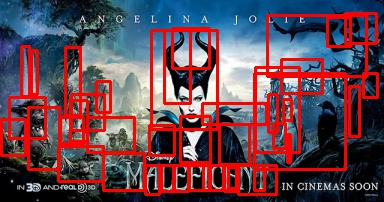 ANGELINA JOLIE
Disney
MALEFICENT
IN 3D AND REAL D 3D
IN CINEMAS SOON